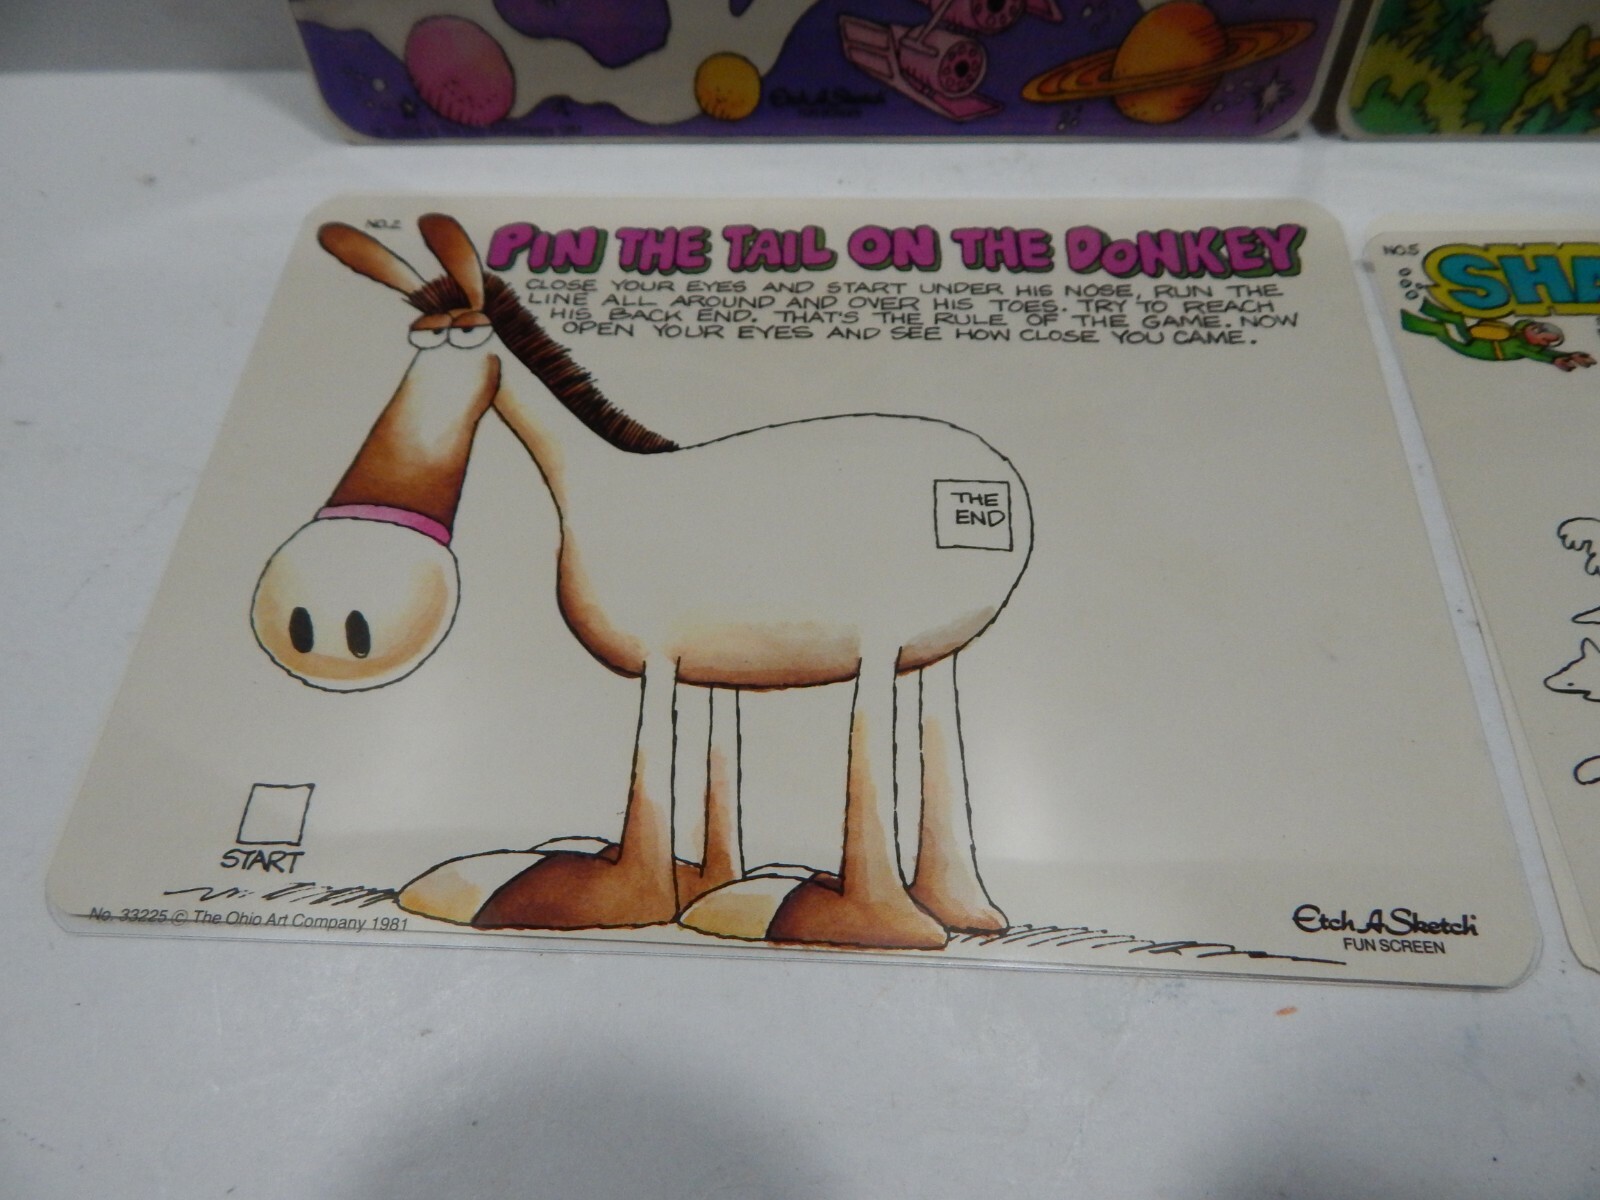 Etch A Sketch
NO.2
PIN THE TAIL ON THE DONKEY
CLOSE YOUR EYES AND START UNDER HIS NOSE, RUN THE
LINE ALL AROUND AND OVER HIS TOES. TRY TO REACH
HIS BACK END. THAT'S THE RULE OF THE GAME. NOW
OPEN YOUR EYES AND SEE HOW CLOSE YOU CAME.
THE
END
START
No. 33225 © The Ohio Art Company 1981
Etch A Sketch
FUN SCREEN
NO.5
SHA